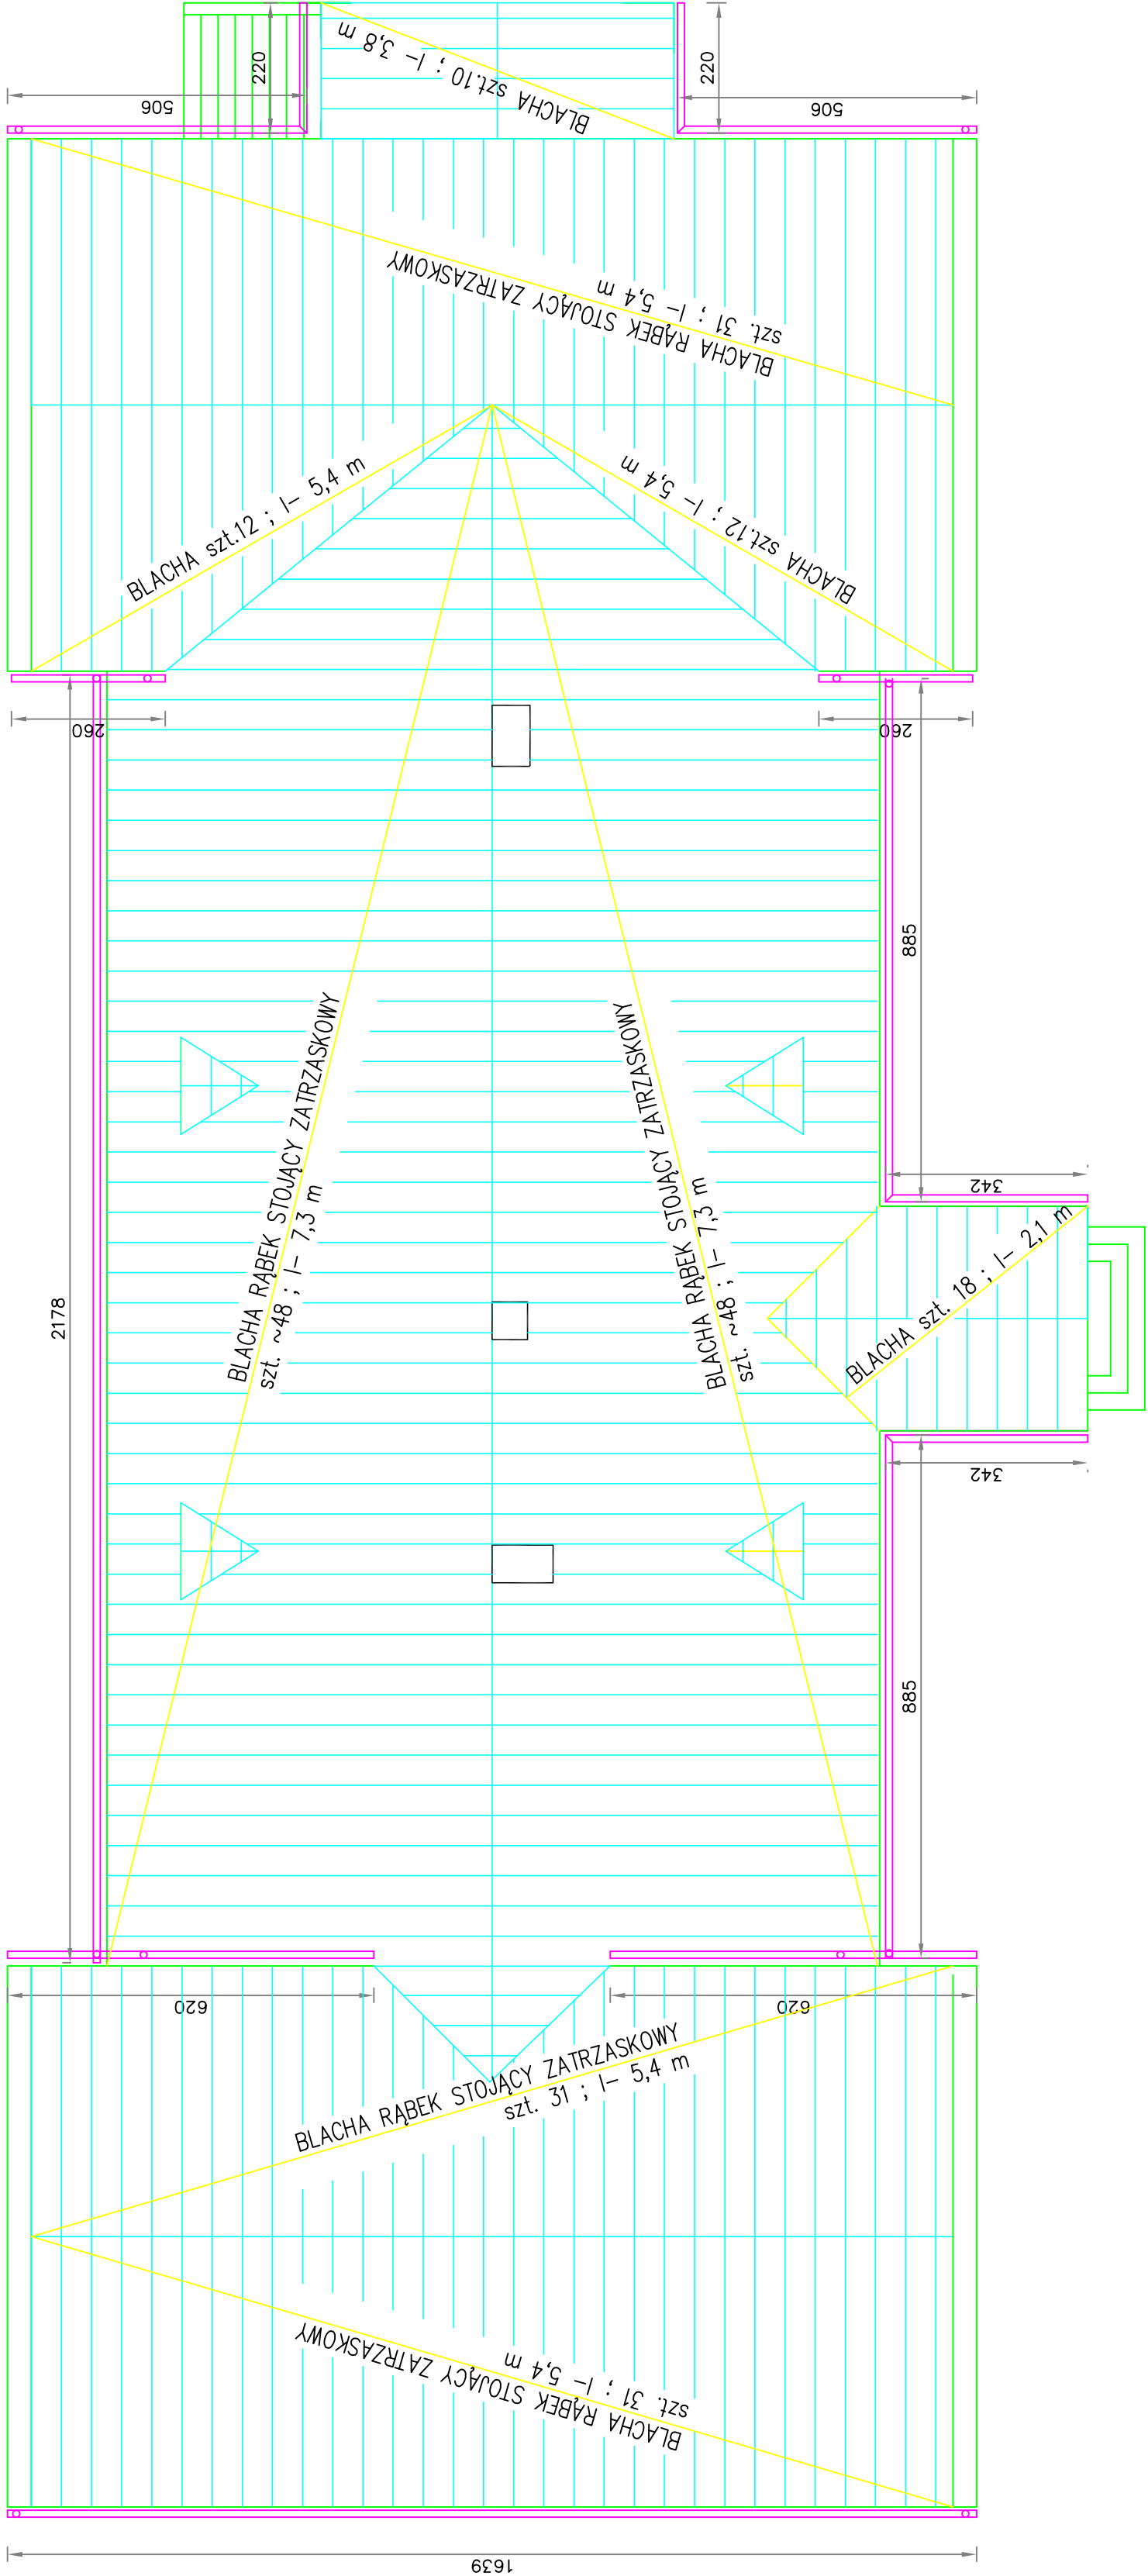 220
220
506
506
BLACHA szt.10 ; l- 3,8 m
BLACHA RĄBEK STOJĄCY ZATRZASKOWY
szt. 31 ; l- 5,4 m
BLACHA szt.12 ; l- 5,4 m
BLACHA szt.12 ; l- 5,4 m
260
260
885
BLACHA RĄBEK STOJĄCY ZATRZASKOWY
szt. ~48 ; l- 7,3 m
BLACHA RĄBEK STOJĄCY ZATRZASKOWY
szt. ~48 ; l- 7,3 m
342
2178
BLACHA szt. 18 ; l- 2,1 m
342
885
620
620
BLACHA RĄBEK STOJĄCY ZATRZASKOWY
szt. 31 ; l- 5,4 m
BLACHA RĄBEK STOJĄCY ZATRZASKOWY
szt. 31 ; l- 5,4 m
1639